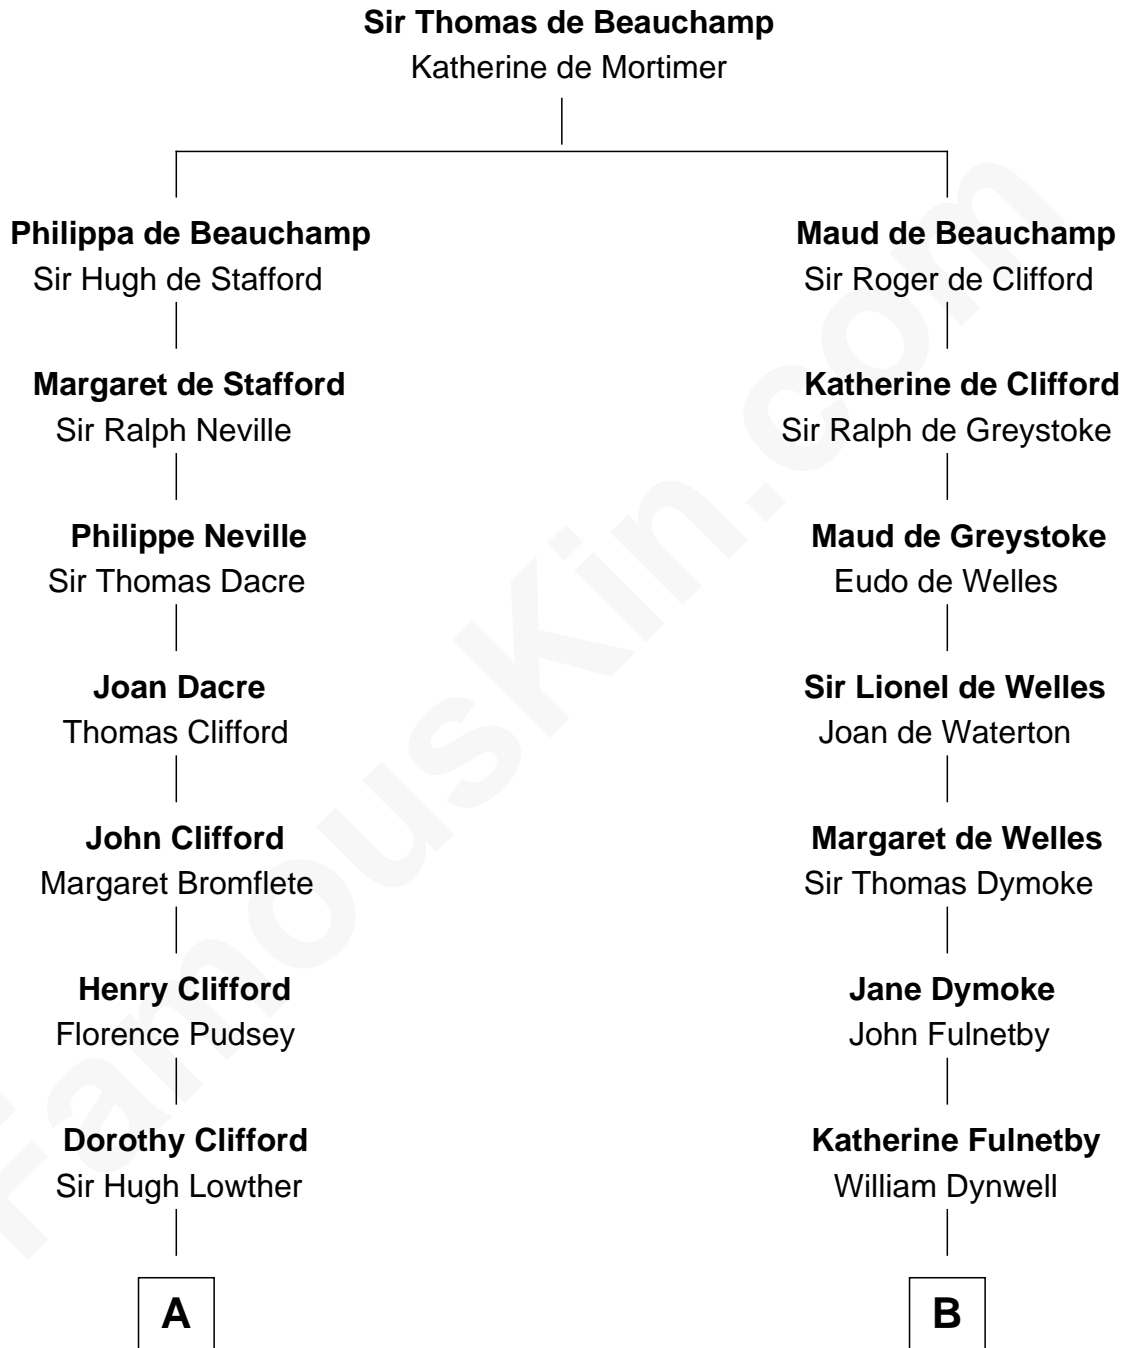 Sir Thomas de Beauchamp
Katherine de Mortimer
Philippa de Beauchamp
Sir Hugh de Stafford
Maud de Beauchamp
Sir Roger de Clifford
Margaret de Stafford
Sir Ralph Neville
Katherine de Clifford
Sir Ralph de Greystoke
Philippe Neville
Sir Thomas Dacre
Maud de Greystoke
Eudo de Welles
Joan Dacre
Thomas Clifford
Sir Lionel de Welles
Joan de Waterton
John Clifford
Margaret Bromflete
Margaret de Welles
Sir Thomas Dymoke
Henry Clifford
Florence Pudsey
Jane Dymoke
John Fulnetby
Dorothy Clifford
Sir Hugh Lowther
Katherine Fulnetby
William Dynwell
A
B
FamousKin.com